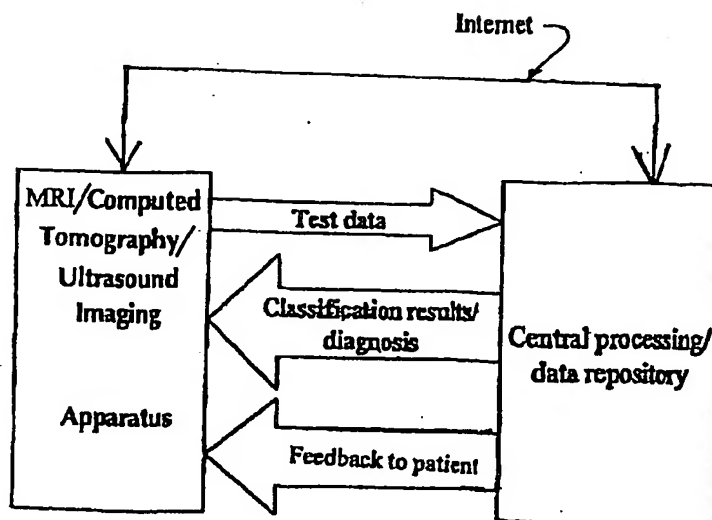 Internet
MRI/Computed
Tomography/
Ultrasound
Imaging
Apparatus
Test data
Classification results/
diagnosis
Feedback to patient
Central processing/
data repository